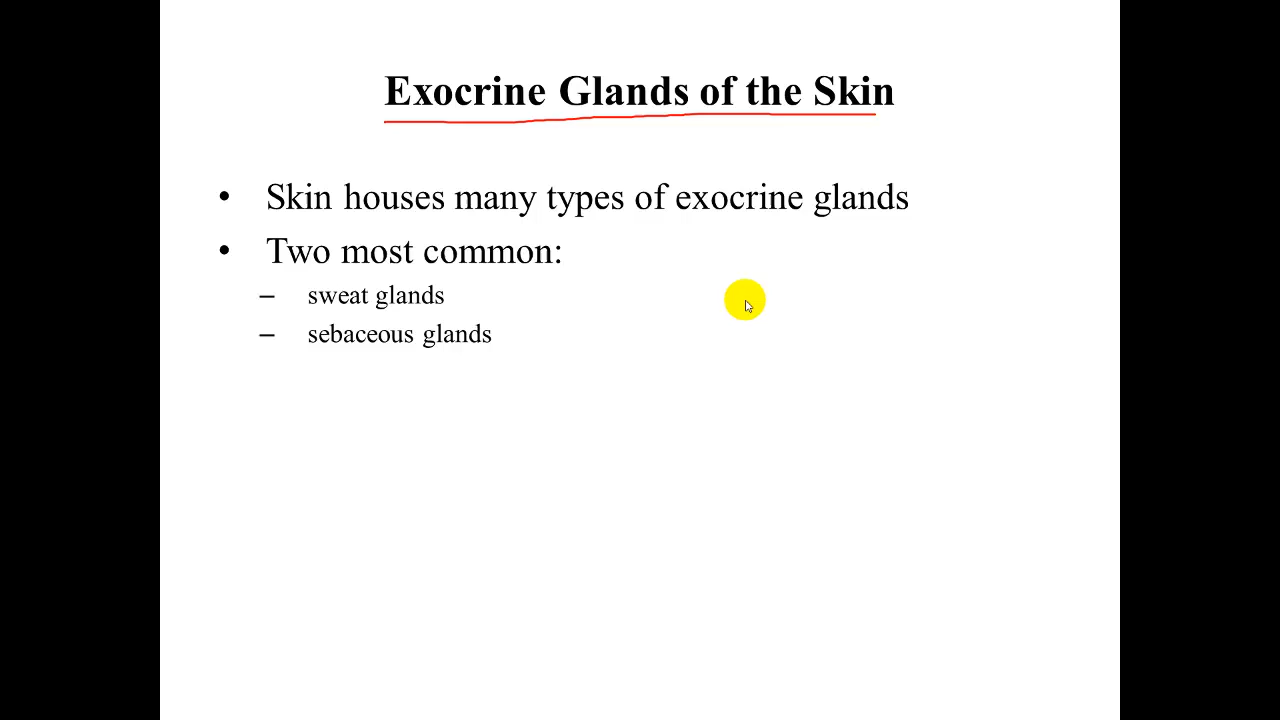 Exocrine Glands of the Skin
• Skin houses many types of exocrine glands
• Two most common:
– sweat glands
– sebaceous glands